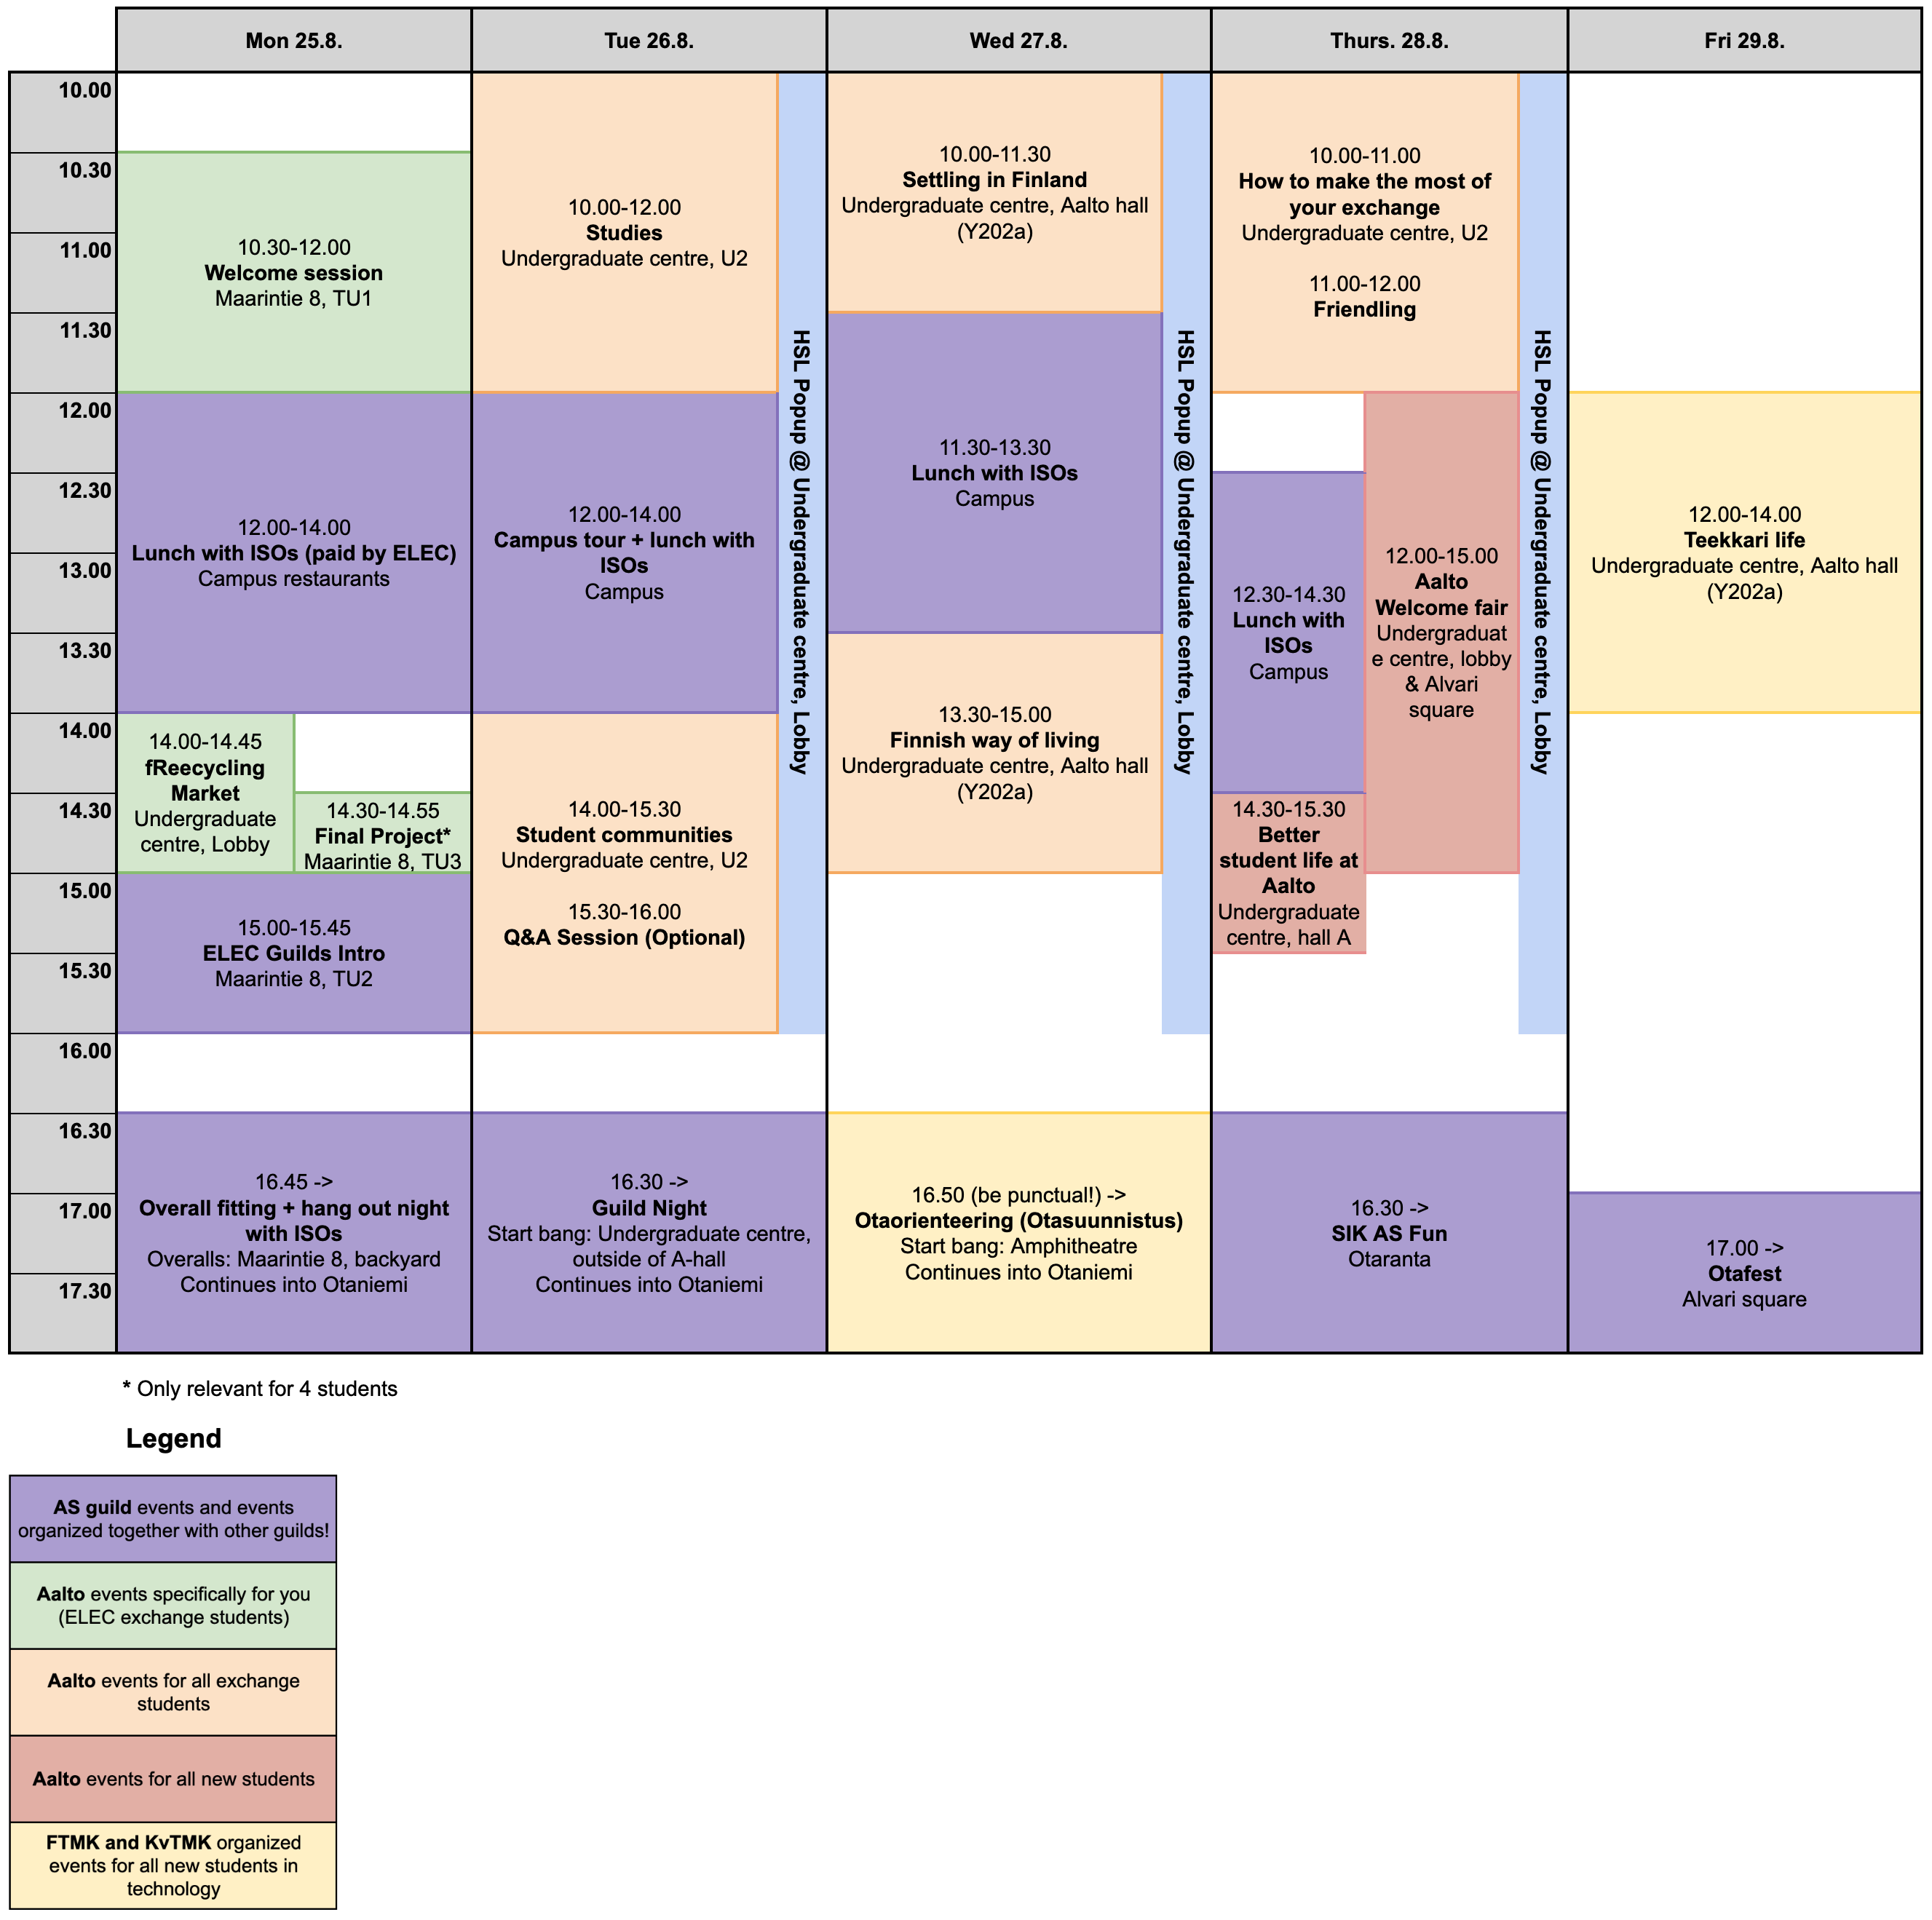 Mon 25.8.
Tue 26.8.
Wed 27.8.
Thurs. 28.8.
Fri 29.8.
10.00
10.30
11.00
11.30
12.00
12.30
13.00
13.30
14.00
14.30
15.00
15.30
16.00
16.30
17.00
17.30
10.30-12.00
Welcome session
Maarintie 8, TU1
12.00-14.00
Lunch with ISOs (paid by ELEC)
Campus restaurants
14.00-14.45
fReecycling
Market
Undergraduate
centre, Lobby
14.30-14.55
Final Project*
Maarintie 8, TU3
15.00-15.45
ELEC Guilds Intro
Maarintie 8, TU2
16.45 ->
Overall fitting + hang out night
with ISOs
Overalls: Maarintie 8, backyard
Continues into Otaniemi
10.00-12.00
Studies
Undergraduate centre, U2
12.00-14.00
Campus tour + lunch with
ISOs
Campus
14.00-15.30
Student communities
Undergraduate centre, U2
15.30-16.00
Q&A Session (Optional)
HSL Popup @ Undergraduate centre, Lobby
16.30 ->
Guild Night
Start bang: Undergraduate centre,
outside of A-hall
Continues into Otaniemi
10.00-11.30
Settling in Finland
Undergraduate centre, Aalto hall
(Y202a)
11.30-13.30
Lunch with ISOs
Campus
13.30-15.00
Finnish way of living
Undergraduate centre, Aalto hall
(Y202a)
HSL Popup @ Undergraduate centre, Lobby
16.50 (be punctual!) ->
Otaorienteering (Otasuunnistus)
Start bang: Amphitheatre
Continues into Otaniemi
10.00-11.00
How to make the most of
your exchange
Undergraduate centre, U2
11.00-12.00
Friendling
12.30-14.30
Lunch with
ISOs
Campus
12.00-15.00
Aalto
Welcome fair
Undergraduat
e centre, lobby
& Alvari
square
14.30-15.30
Better
student life at
Aalto
Undergraduate
centre, hall A
HSL Popup @ Undergraduate centre, Lobby
16.30 ->
SIK AS Fun
Otaranta
12.00-14.00
Teekkari life
Undergraduate centre, Aalto hall
(Y202a)
17.00 ->
Otafest
Alvari square
* Only relevant for 4 students
Legend
AS guild events and events
organized together with other guilds!
Aalto events specifically for you
(ELEC exchange students)
Aalto events for all exchange
students
Aalto events for all new students
FTMK and KvTMK organized
events for all new students in
technology